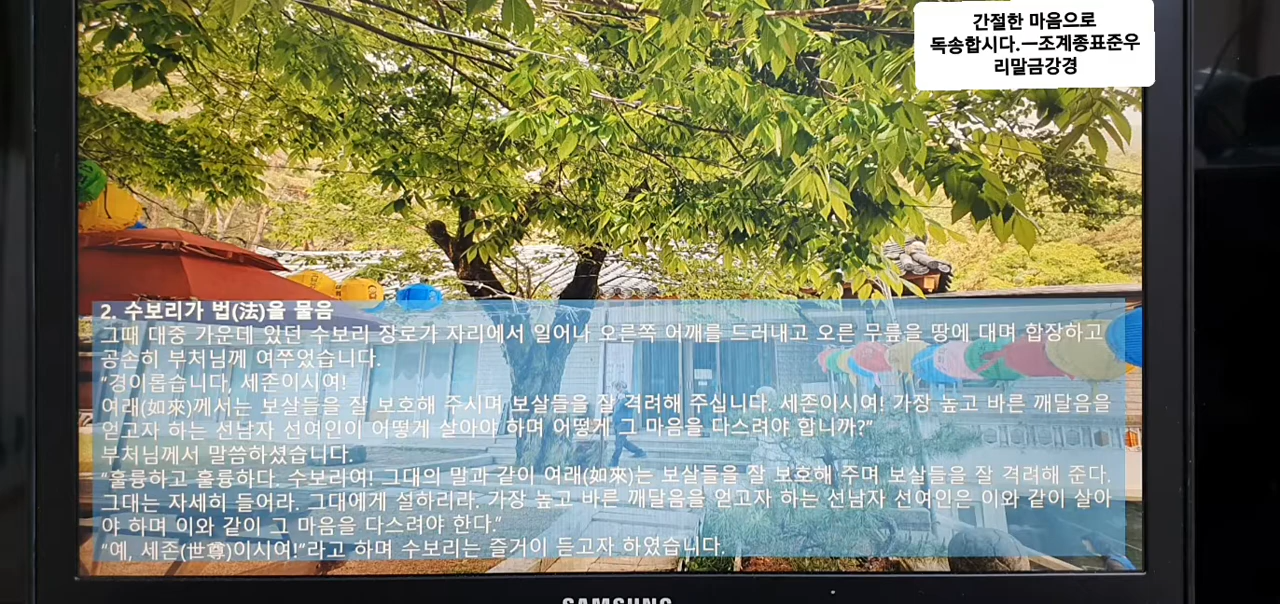 간절한 마음으로
독송합시다.ㅡ조계종표준우
리말금강경
2. 수보리가 법(法)을 물음
그때 대중 가운데 있던 수보리 장로가 자리에서 일어나 오른쪽 어깨를 드러내고 오른 무릎을 땅에 대며 합장하고
공손히 부처님께 여쭈었습니다.
“경이롭습니다, 세존이시여!
여래(如來)께서는 보살들을 잘 보호해 주시며 보살들을 잘 격려해 주십니다. 세존이시여! 가장 높고 바른 깨달음을
얻고자 하는 선남자 선여인이 어떻게 살아야 하며 어떻게 그 마음을 다스려야 합니까?”
부처님께서 말씀하셨습니다.
“훌륭하고 훌륭하다. 수보리여! 그대의 말과 같이 여래(如來)는 보살들을 잘 보호해 주며 보살들을 잘 격려해 준다.
그대는 자세히 들어라. 그대에게 설하리라. 가장 높고 바른 깨달음을 얻고자 하는 선남자 선여인은 이와 같이 살아
야 하며 이와 같이 그 마음을 다스려야 한다.”
“예, 세존(世尊)이시여!”라고 하며 수보리는 즐거이 듣고자 하였습니다.
SAMSUNG